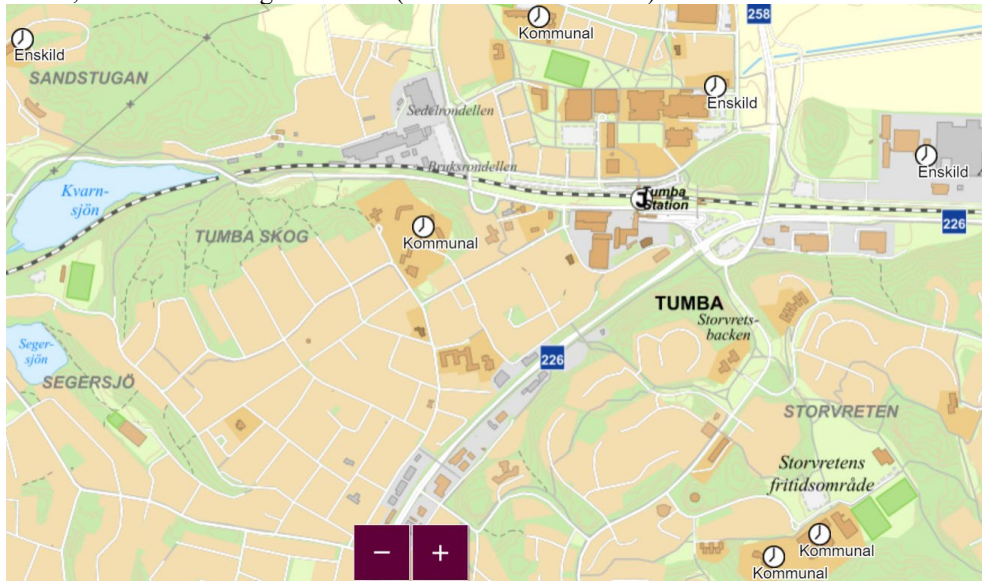 258
Kommunal
Enskild
SANDSTUGAN
Enskild
Sedelrondellen
Bruksrondellen
Enskild
Kvarn-
sjön
Tumba
Station
226
TUMBA SKOG
Kommunal
TUMBA
Storvrets-
backen
Seger-
sjön
226
SEGERSJÖ
STORVRETEN
Storvretens
fritidsområde
− +
Kommunal
Kommunal